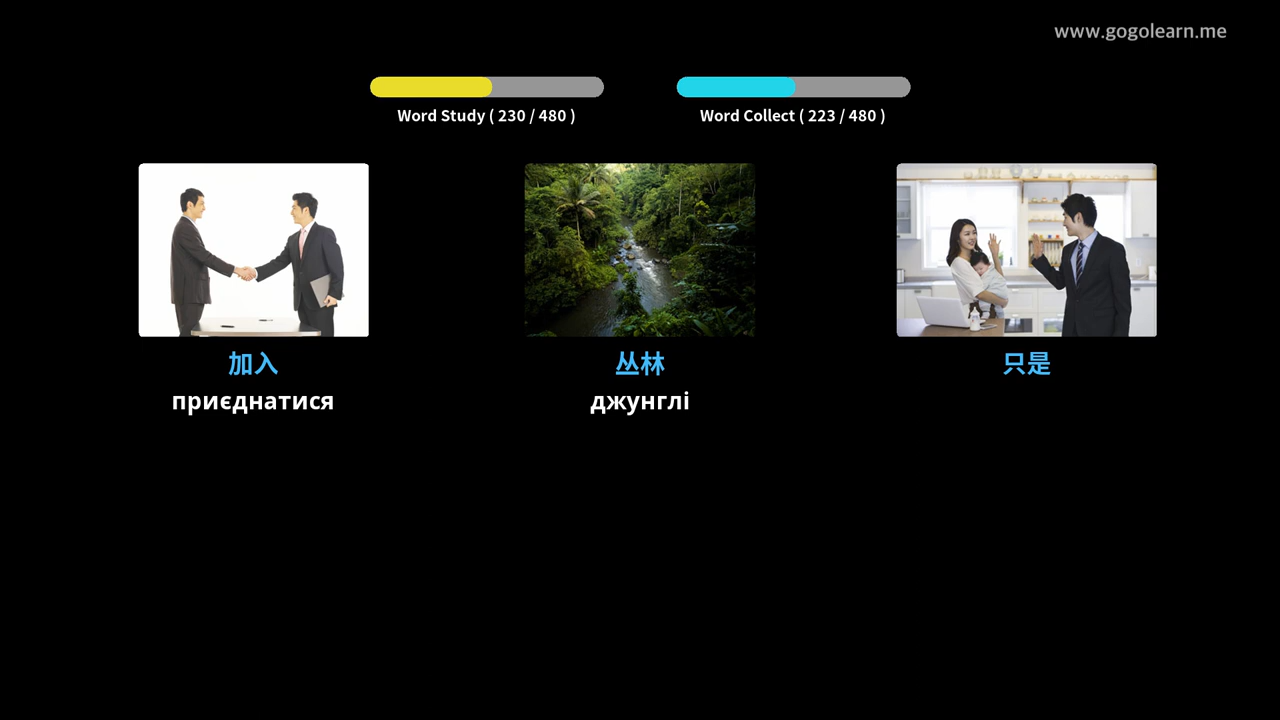 www.gogolearn.me
Word Study ( 230 / 480 )
Word Collect ( 223 / 480 )
加入
приєднатися
丛林
джунглі
只是